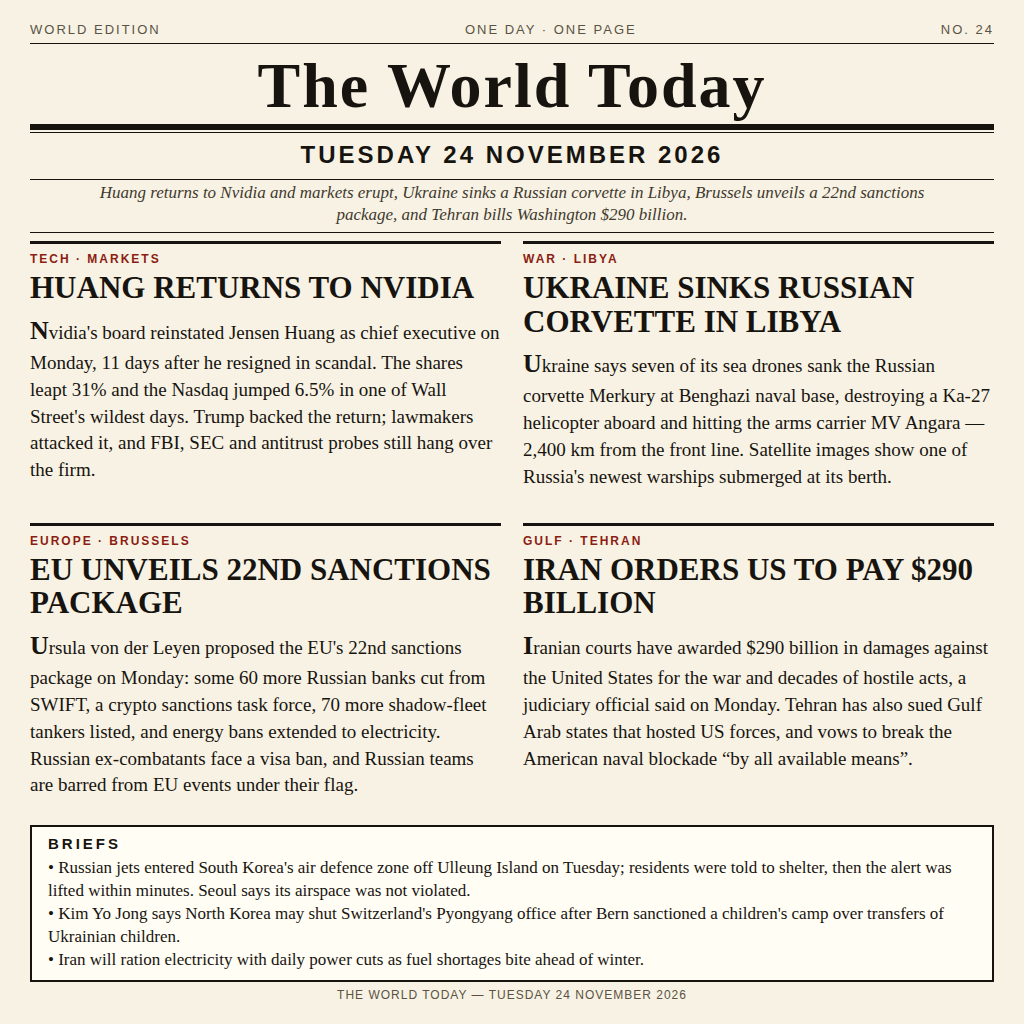 WORLD EDITION
ONE DAY · ONE PAGE
NO. 24
The World Today
TUESDAY 24 NOVEMBER 2026
Huang returns to Nvidia and markets erupt, Ukraine sinks a Russian corvette in Libya, Brussels unveils a 22nd sanctions
package, and Tehran bills Washington $290 billion.
TECH · MARKETS
HUANG RETURNS TO NVIDIA
Nvidia's board reinstated Jensen Huang as chief executive on
Monday, 11 days after he resigned in scandal. The shares
leapt 31% and the Nasdaq jumped 6.5% in one of Wall
Street's wildest days. Trump backed the return; lawmakers
attacked it, and FBI, SEC and antitrust probes still hang over
the firm.
WAR · LIBYA
UKRAINE SINKS RUSSIAN
CORVETTE IN LIBYA
Ukraine says seven of its sea drones sank the Russian
corvette Merkury at Benghazi naval base, destroying a Ka-27
helicopter aboard and hitting the arms carrier MV Angara —
2,400 km from the front line. Satellite images show one of
Russia's newest warships submerged at its berth.
EUROPE · BRUSSELS
EU UNVEILS 22ND SANCTIONS
PACKAGE
Ursula von der Leyen proposed the EU's 22nd sanctions
package on Monday: some 60 more Russian banks cut from
SWIFT, a crypto sanctions task force, 70 more shadow-fleet
tankers listed, and energy bans extended to electricity.
Russian ex-combatants face a visa ban, and Russian teams
are barred from EU events under their flag.
GULF · TEHRAN
IRAN ORDERS US TO PAY $290
BILLION
Iranian courts have awarded $290 billion in damages against
the United States for the war and decades of hostile acts, a
judiciary official said on Monday. Tehran has also sued Gulf
Arab states that hosted US forces, and vows to break the
American naval blockade “by all available means”.
BRIEFS
• Russian jets entered South Korea's air defence zone off Ulleung Island on Tuesday; residents were told to shelter, then the alert was
lifted within minutes. Seoul says its airspace was not violated.
• Kim Yo Jong says North Korea may shut Switzerland's Pyongyang office after Bern sanctioned a children's camp over transfers of
Ukrainian children.
• Iran will ration electricity with daily power cuts as fuel shortages bite ahead of winter.
THE WORLD TODAY — TUESDAY 24 NOVEMBER 2026